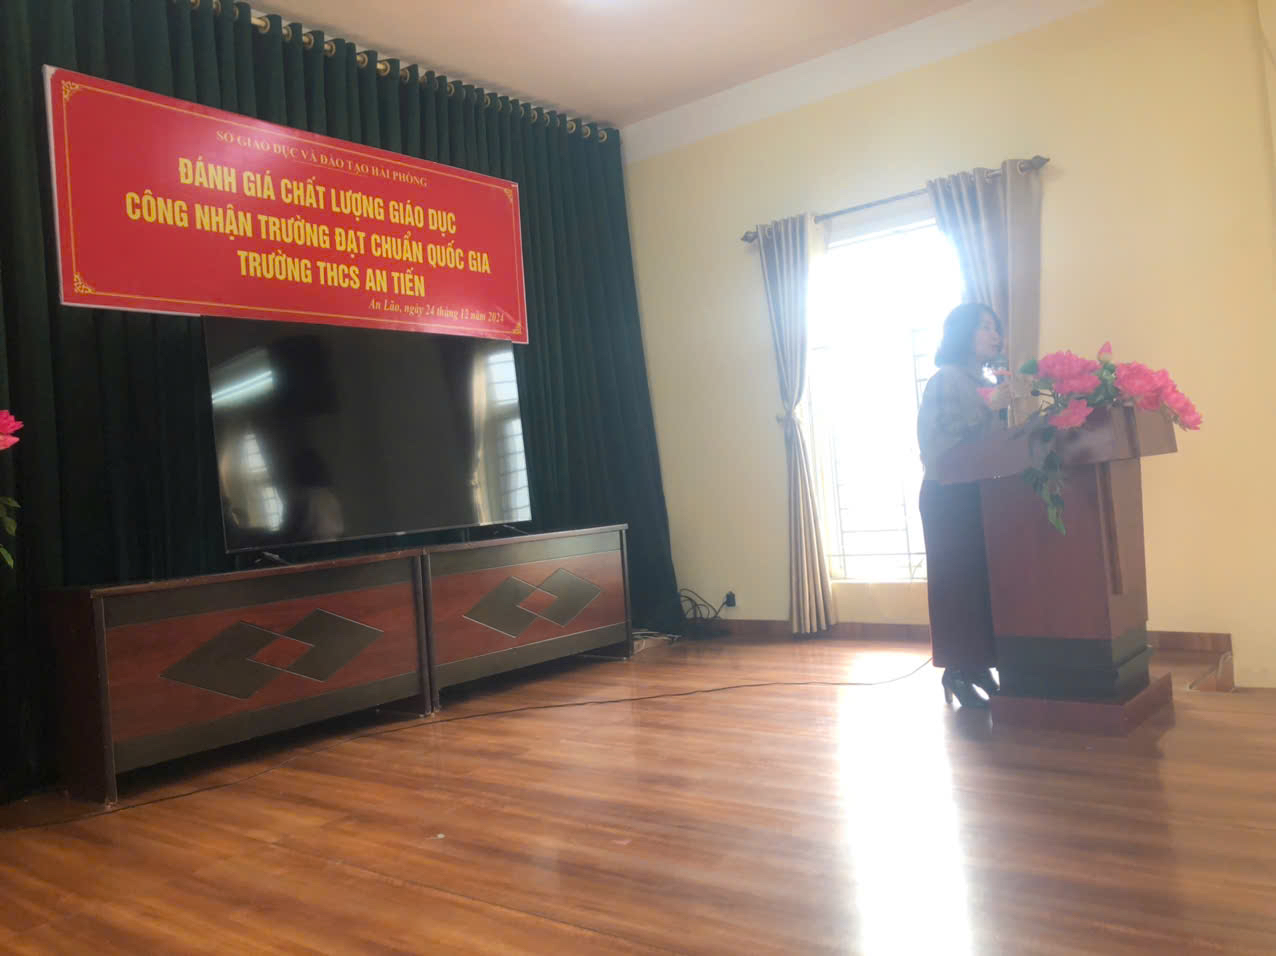 SỞ GIÁO DỤC VÀ ĐÀO TẠO HẢI PHÒNG
ĐÁNH GIÁ CHẤT LƯỢNG GIÁO DỤC
CÔNG NHẬN TRƯỜNG ĐẠT CHUẨN QUỐC GIA
TRƯỜNG THCS AN TIẾN
An Lão, ngày 24 tháng 12 năm 2024